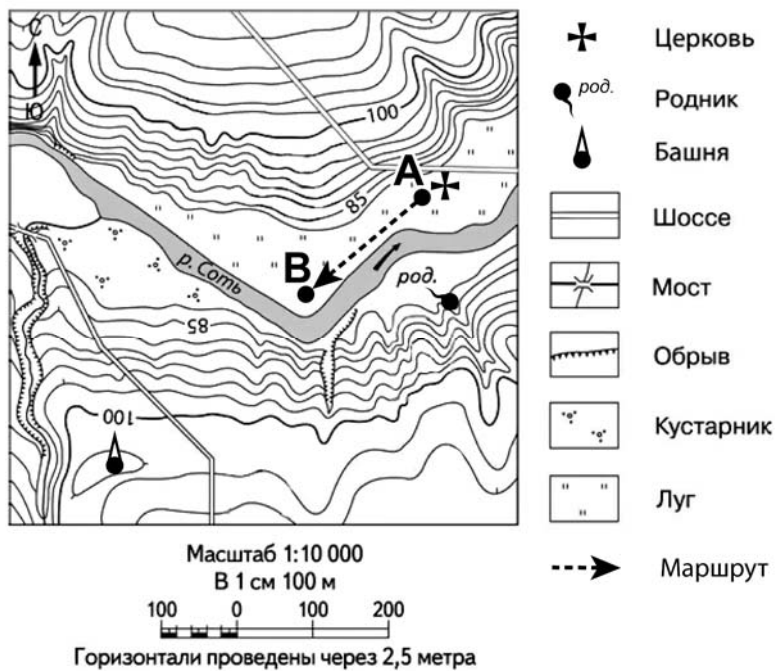 С
Ю
100
85
А
В
р. Соть
род.
85
100
Церковь
род.
Родник
Башня
Шоссе
Мост
Обрыв
Кустарник
Луг
Маршрут
Масштаб 1:10 000
В 1 см 100 м
100 0 100 200
Горизонтали проведены через 2,5 метра